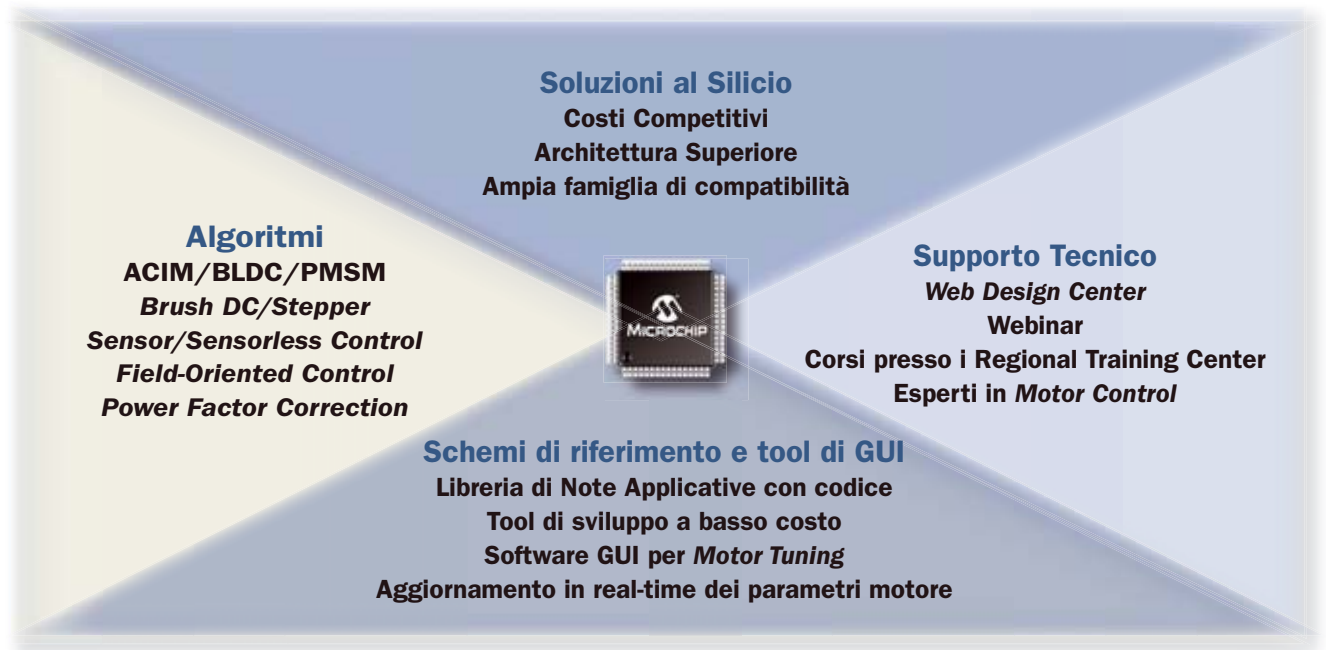 Soluzioni al Silicio
Costi Competitivi
Architettura Superiore
Ampia famiglia di compatibilità
Algoritmi
ACIM/BLDC/PMSM
Brush DC/Stepper
Sensor/Sensorless Control
Field-Oriented Control
Power Factor Correction
MICROCHIP
Supporto Tecnico
Web Design Center
Webinar
Corsi presso i Regional Training Center
Esperti in Motor Control
Schemi di riferimento e tool di GUI
Libreria di Note Applicative con codice
Tool di sviluppo a basso costo
Software GUI per Motor Tuning
Aggiornamento in real-time dei parametri motore